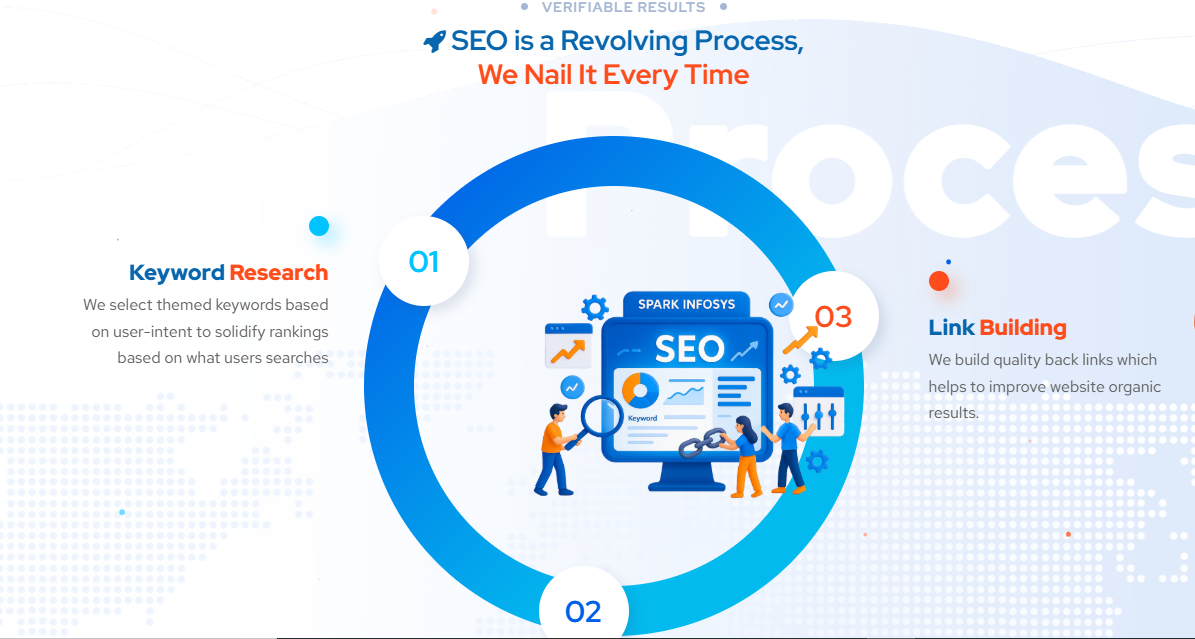 VERIFIABLE RESULTS
SEO is a Revolving Process,
We Nail It Every Time
Proces
01
Keyword Research
We select themed keywords based
on user-intent to solidify rankings
based on what users searches
SPARK INFOSYS
SEO
Keyword
03
Link Building
We build quality back links which
helps to improve website organic
results.
02